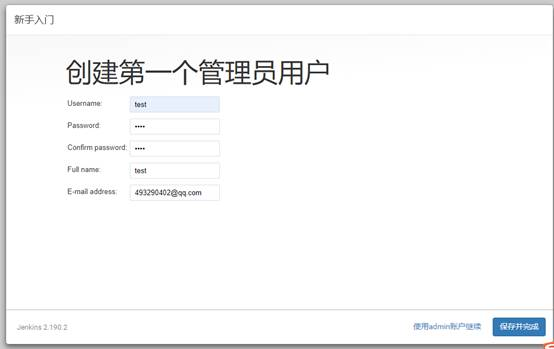 新手入门
创建第一个管理员用户
Username: test
Password: ••••
Confirm password: ••••
Full name: test
E-mail address: 493290402@qq.com
Jenkins 2.190.2 使用admin账户继续 保存并完成